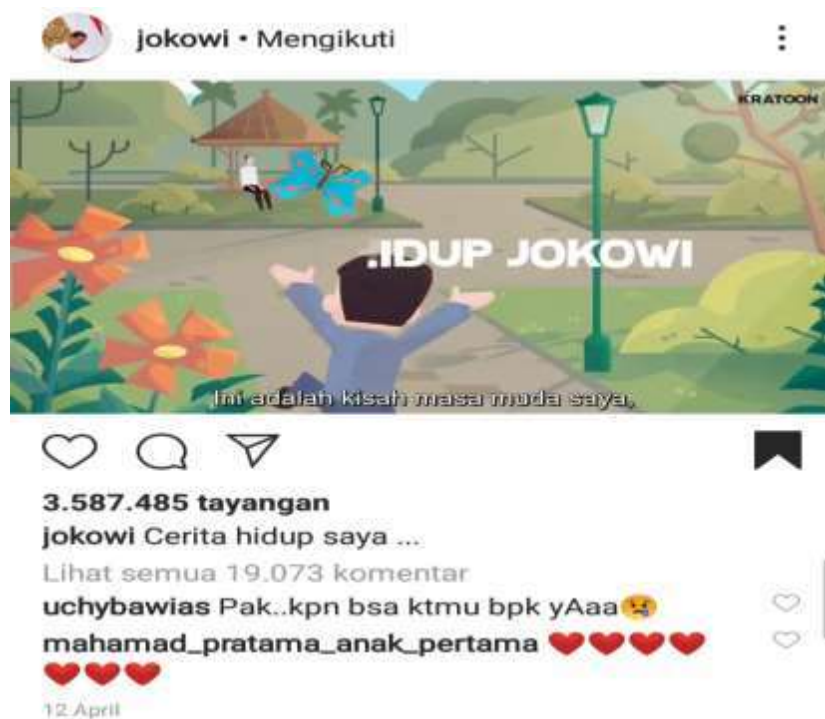 jokowi • Mengikuti
KRATOON
.IDUP JOKOWI
Ini adalah kisah masa muda saya,
3.587.485 tayangan
jokowi Cerita hidup saya ...
Lihat semua 19.073 komentar
uchybawias Pak..kpn bsa ktmu bpk yAaa😢
mahamad_pratama_anak_pertama ❤️❤️❤️❤️
❤️❤️❤️
12 April